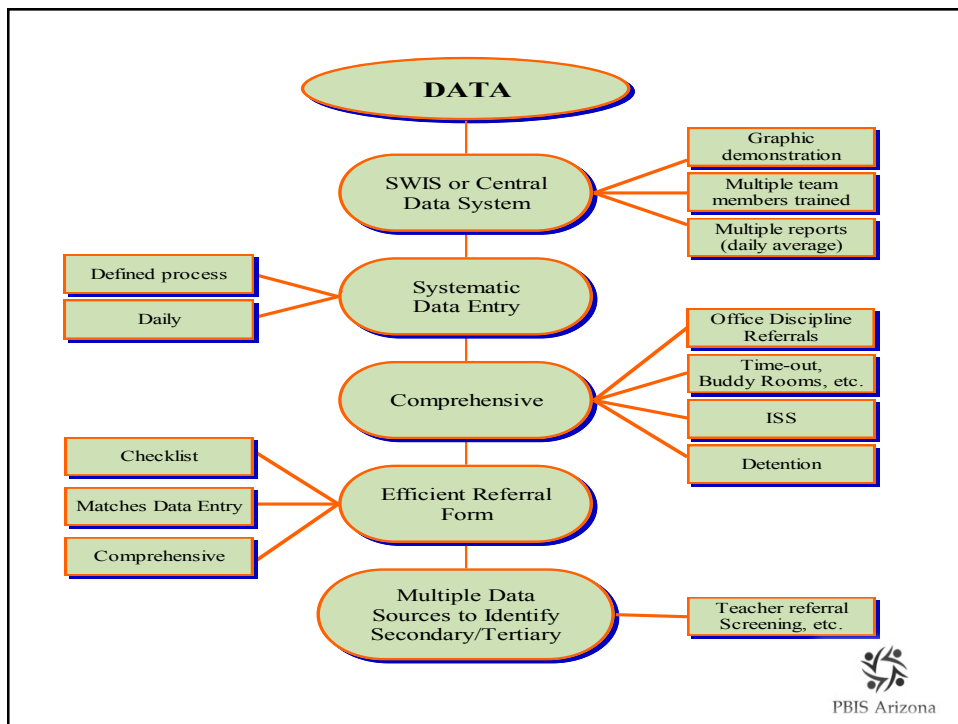 DATA
SWIS or Central
Data System
Graphic
demonstration
Multiple team
members trained
Multiple reports
(daily average)
Systematic
Data Entry
Defined process
Daily
Comprehensive
Office Discipline
Referrals
Time-out,
Buddy Rooms, etc.
ISS
Detention
Efficient Referral
Form
Checklist
Matches Data Entry
Comprehensive
Multiple Data
Sources to Identify
Secondary/Tertiary
Teacher referral
Screening, etc.
PBIS Arizona